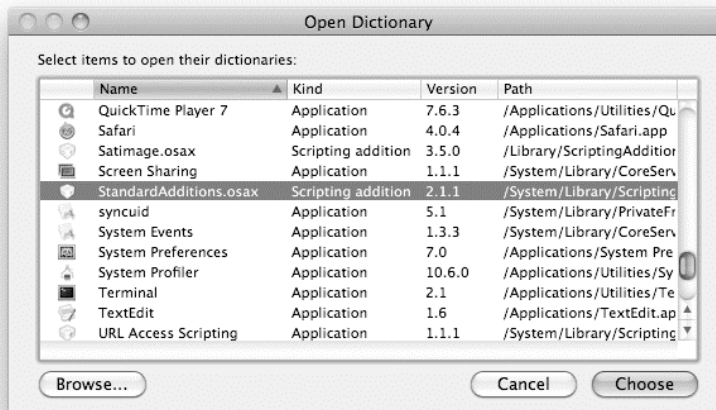 Open Dictionary
Select items to open their dictionaries:
Name Kind Version Path
QuickTime Player 7 Application 7.6.3 /Applications/Utilities/Qu
Safari Application 4.0.4 /Applications/Safari.app
Satimage.osax Scripting addition 3.5.0 /Library/ScriptingAddition
Screen Sharing Application 1.1.1 /System/Library/CoreServ
StandardAdditions.osax Scripting addition 2.1.1 /System/Library/Scripting
syncuid Application 5.1 /System/Library/PrivateFr
System Events Application 1.3.3 /System/Library/CoreServ
System Preferences Application 7.0 /Applications/System Pre
System Profiler Application 10.6.0 /Applications/Utilities/Sy
Terminal Application 2.1 /Applications/Utilities/Te
TextEdit Application 1.6 /Applications/TextEdit.ap
URL Access Scripting Application 1.1.1 /System/Library/Scripting
Browse... Cancel Choose